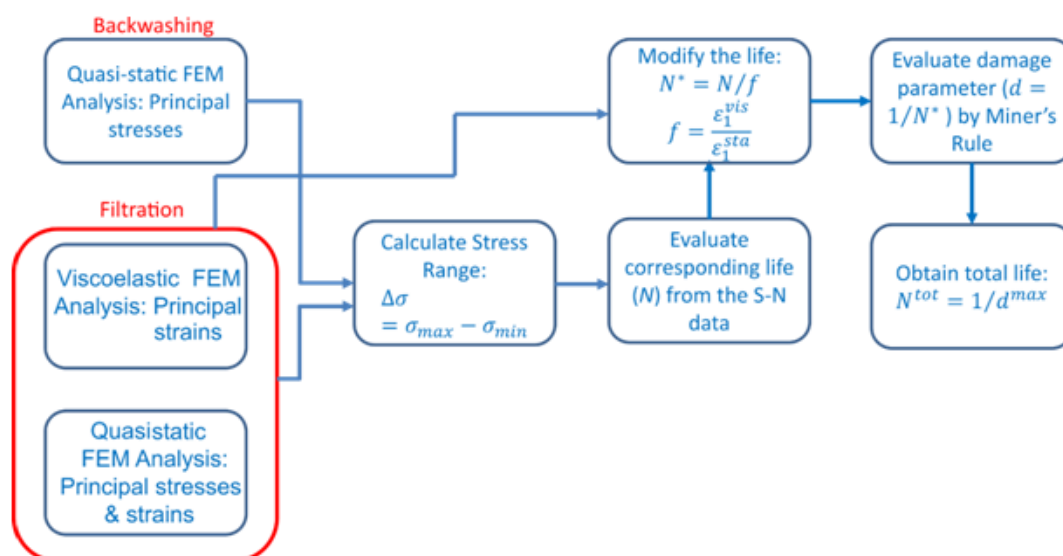 Backwashing
Quasi-static FEM
Analysis: Principal
stresses
Filtration
Viscoelastic FEM
Analysis: Principal
strains
Quasistatic
FEM Analysis:
Principal stresses
& strains
Calculate Stress
Range:
Δσ
= σ_max − σ_min
Modify the life:
N* = N/f
f = ε₁^vis / ε₁^sta
Evaluate
corresponding life
(N) from the S-N
data
Evaluate damage
parameter (d =
1/N* ) by Miner's
Rule
Obtain total life:
N^tot = 1/d^max